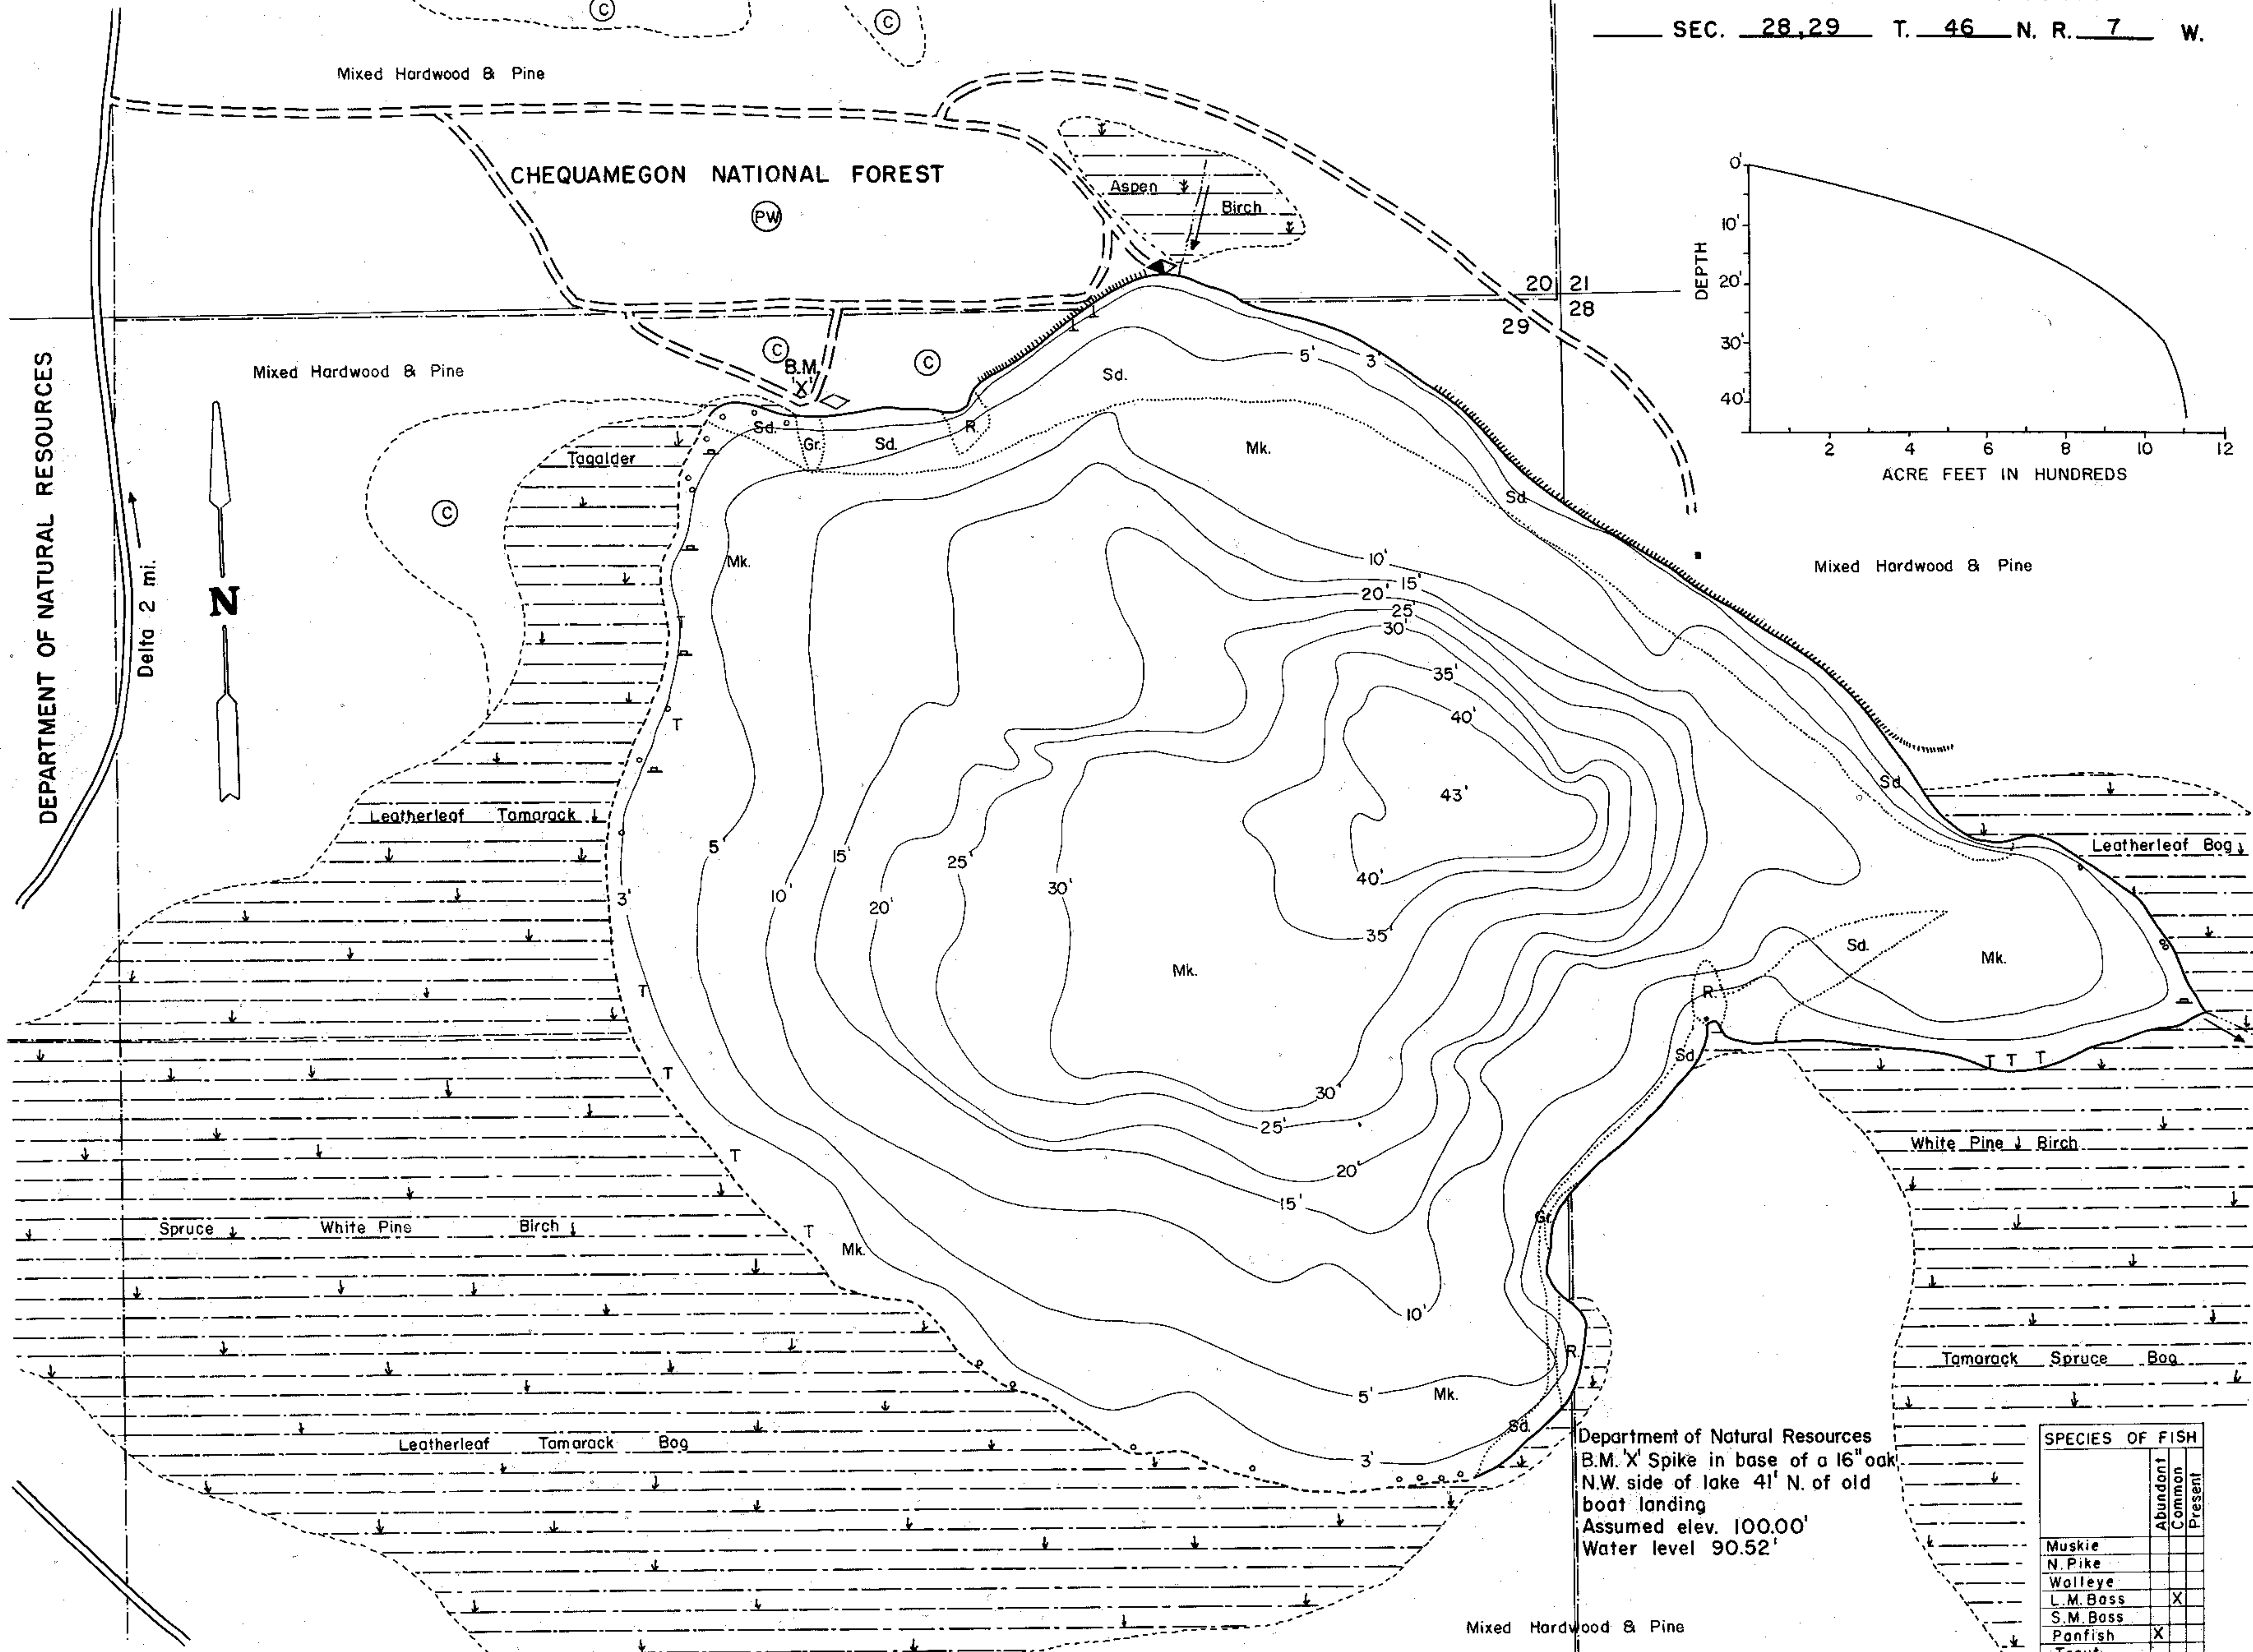 SEC. 28,29 T. 46 N. R. 7 W.
C
C
Mixed Hardwood & Pine
CHEQUAMEGON NATIONAL FOREST
PW
Aspen
Birch
20 21
29 28
DEPTH
0'
10'
20'
30'
40'
2 4 6 8 10 12
ACRE FEET IN HUNDREDS
DEPARTMENT OF NATURAL RESOURCES
Delta 2 mi.
N
Mixed Hardwood & Pine
C
B.M.
'X'
C
5'
3'
Sd.
Sd.
Gr.
Sd.
R.
Mk.
Tagalder
C
Sd.
Mk.
10'
15'
20'
25'
30'
Mixed Hardwood & Pine
T
T
35'
40'
43'
Sd.
Leatherleaf Tamarack
Leatherleaf Bog
5'
15'
25'
10'
30'
20'
3'
40'
35'
Sd.
Mk.
Mk.
R.
T
Sd.
T T T
T
30'
25'
T
20'
15'
White Pine Birch
Spruce White Pine Birch
T
Mk.
Gr.
10'
R.
Tamarack Spruce Bog
5'
Mk.
Sd.
3'
Leatherleaf Tamarack Bog
Department of Natural Resources
B.M. 'X' Spike in base of a 16" oak
N.W. side of lake 41' N. of old
boat landing
Assumed elev. 100.00'
Water level 90.52'
Mixed Hardwood & Pine
SPECIES OF FISH
Abundant
Common
Present
Muskie
N. Pike
Walleye
L.M. Bass X
S.M. Bass
Panfish X
Trout